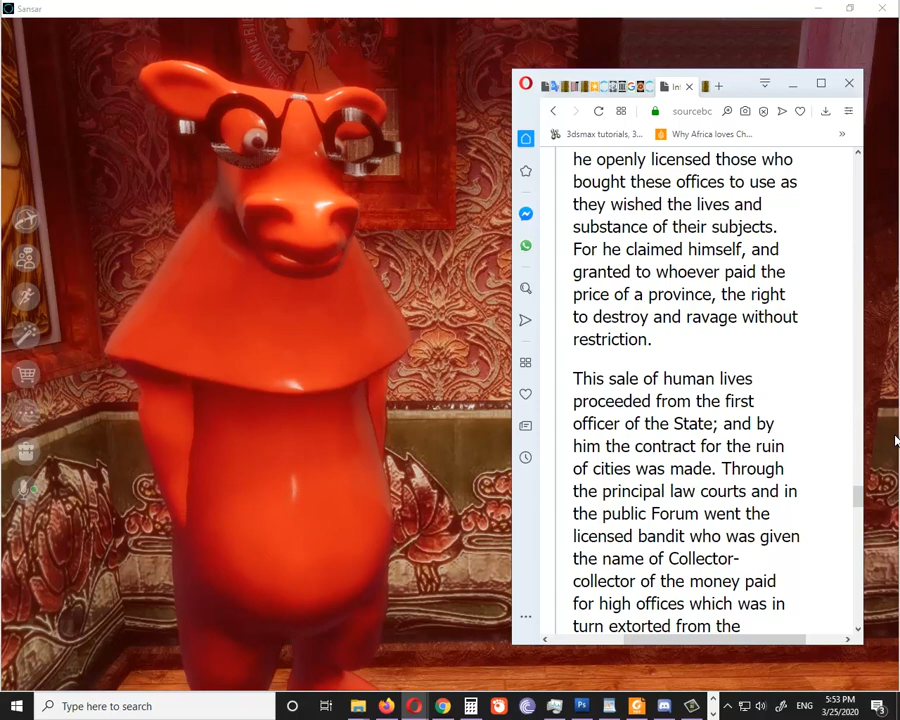 Sansar
sourcebc
3dsmax tutorials, 3...
Why Africa loves Ch...
he openly licensed those who
bought these offices to use as
they wished the lives and
substance of their subjects.
For he claimed himself, and
granted to whoever paid the
price of a province, the right
to destroy and ravage without
restriction.
This sale of human lives
proceeded from the first
officer of the State; and by
him the contract for the ruin
of cities was made. Through
the principal law courts and in
the public Forum went the
licensed bandit who was given
the name of Collector-
collector of the money paid
for high offices which was in
turn extorted from the
Type here to search
ENG
5:53 PM
3/25/2020
3